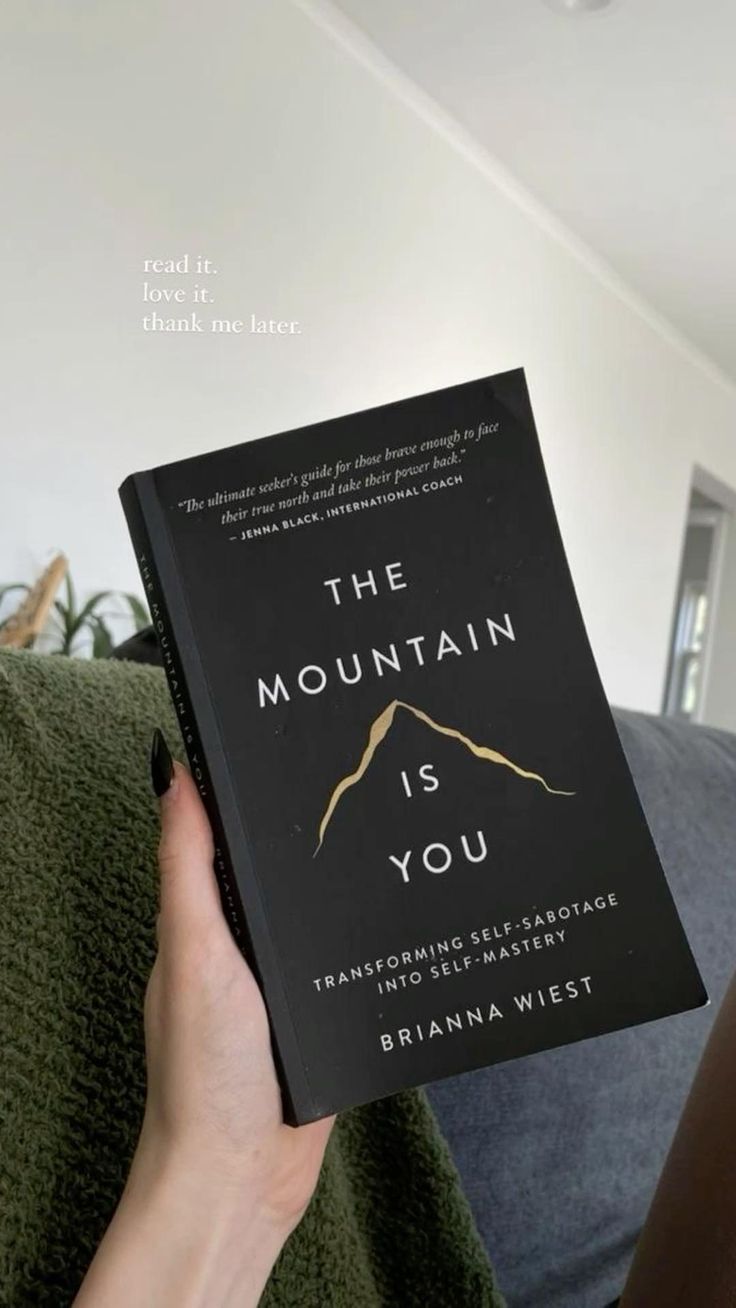 read it.
love it.
thank me later.
“The ultimate seeker’s guide for those brave enough to face
their true north and take their power back.”
– JENNA BLACK, INTERNATIONAL COACH
THE
MOUNTAIN
IS
YOU
TRANSFORMING SELF-SABOTAGE
INTO SELF-MASTERY
BRIANNA WIEST
THE MOUNTAIN IS YOU
BRIANNA